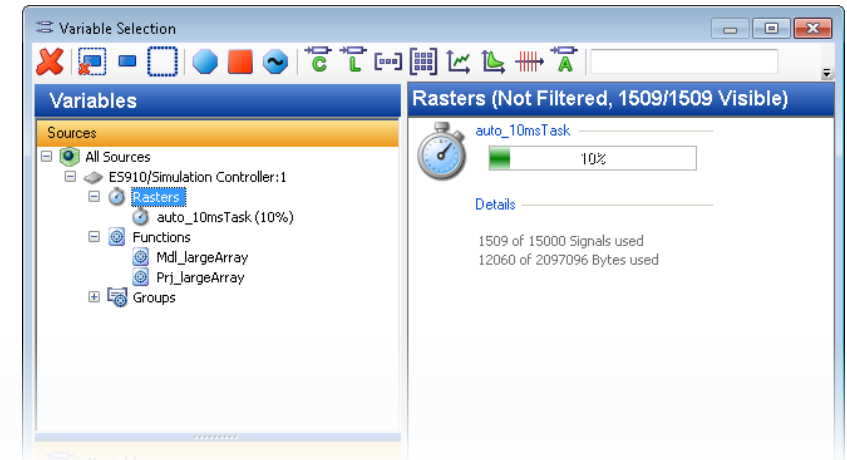 Variable Selection
C L A
Variables
Rasters (Not Filtered, 1509/1509 Visible)
Sources
All Sources
ES910/Simulation Controller:1
Rasters
auto_10msTask (10%)
Functions
Mdl_largeArray
Prj_largeArray
Groups
auto_10msTask
10%
Details
1509 of 15000 Signals used
12060 of 2097096 Bytes used